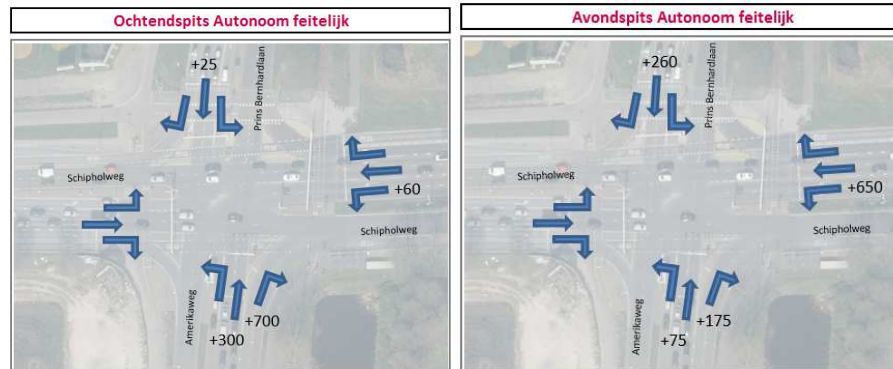 Ochtendspits Autonoom feitelijk
+25
Prins Bernhardlaan
Schipholweg
+60
Schipholweg
Amerikaweg
+700
+300
Avondspits Autonoom feitelijk
+260
Prins Bernhardlaan
Schipholweg
+650
Schipholweg
Amerikaweg
+175
+75